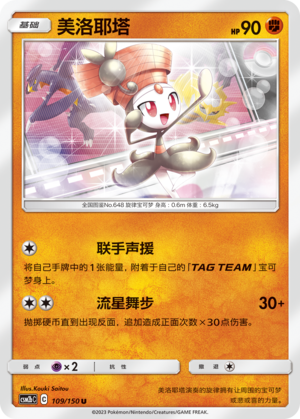 基础 美洛耶塔 HP90
全国图鉴No.648 旋律宝可梦 身高：0.6m 体重：6.5kg
联手声援
将自己手牌中的1张能量，附着于自己的「TAG TEAM」宝可
梦身上。
流星舞步 30+
抛掷硬币直到出现反面，追加造成正面次数×30点伤害。
弱点 ×2 抗性 撤退
Illus.Kouki Saitou
CSM2b C G 109/150 U
美洛耶塔演奏的旋律拥有让周围的宝可梦
或悲或喜的力量。
©2023 Pokémon/Nintendo/Creatures/GAME FREAK.